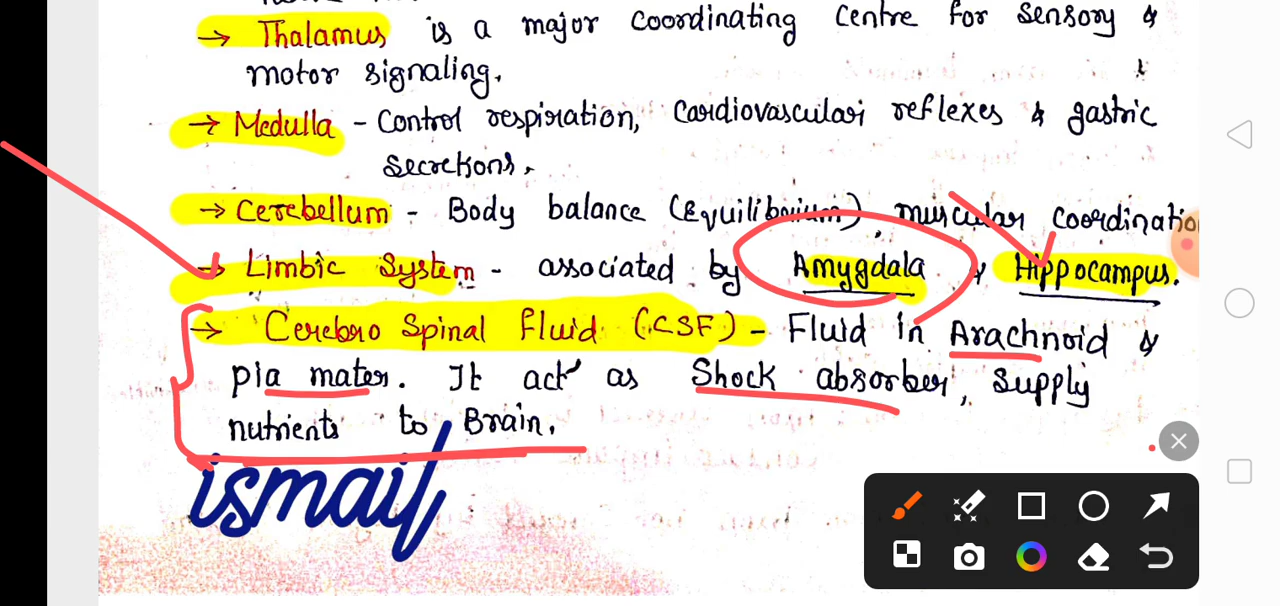 → Thalamus is a major coordinating centre for sensory &
motor signaling.
→ Medulla - Control respiration, Cardiovascular reflexes & gastric
secretions.
→ Cerebellum - Body balance (Equilibrium), muscular coordinatio
→ Limbic System - associated by Amygdala & Hippocampus.
→ Cerebro Spinal fluid (CSF) - Fluid in Arachnoid &
pia mater. It act as Shock absorber, supply
nutrients to Brain.
ismail